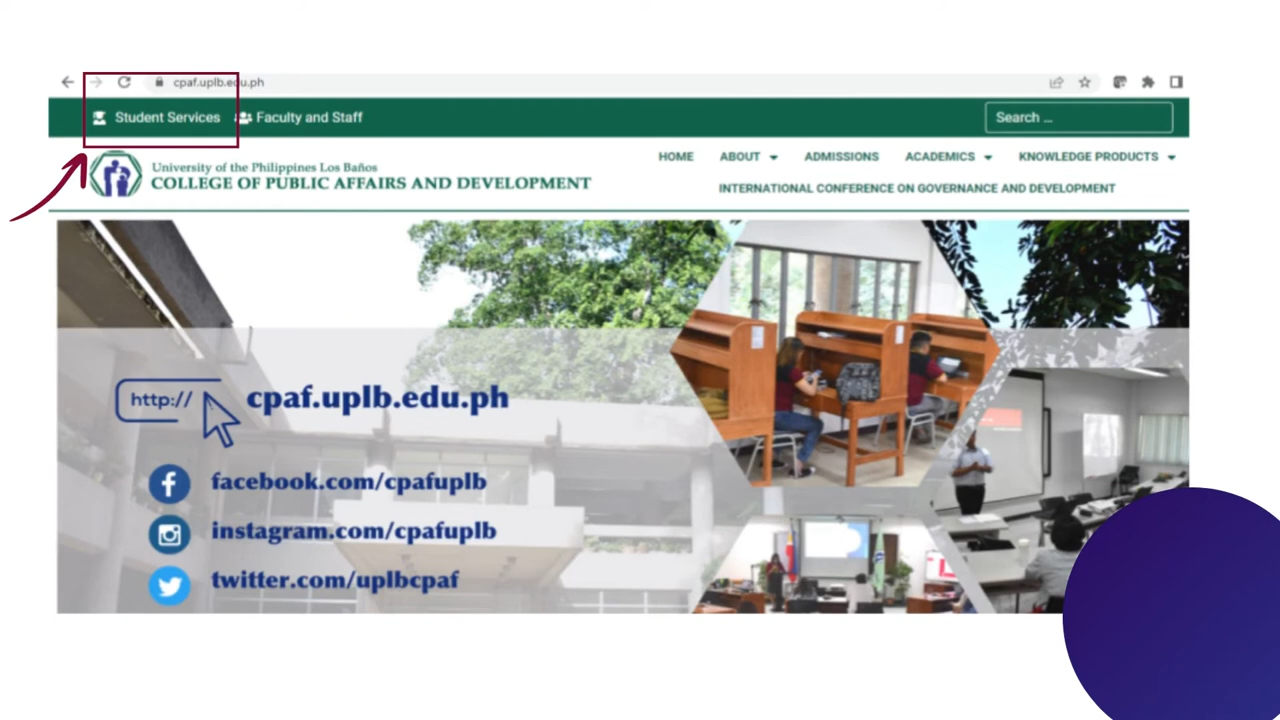 cpaf.uplb.edu.ph
Student Services Faculty and Staff Search ...
University of the Philippines Los Baños
COLLEGE OF PUBLIC AFFAIRS AND DEVELOPMENT
HOME ABOUT ADMISSIONS ACADEMICS KNOWLEDGE PRODUCTS
INTERNATIONAL CONFERENCE ON GOVERNANCE AND DEVELOPMENT
http:// cpaf.uplb.edu.ph
facebook.com/cpafuplb
instagram.com/cpafuplb
twitter.com/uplbcpaf